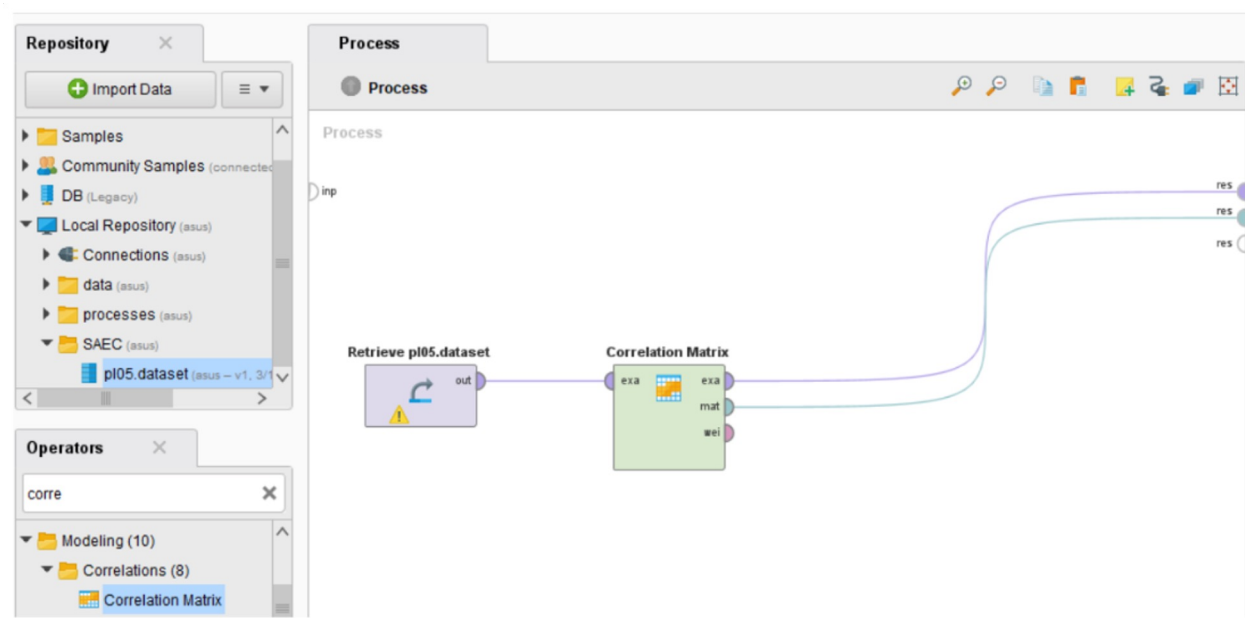 Repository
Import Data
Samples
Community Samples (connected
DB (Legacy)
Local Repository (asus)
Connections (asus)
data (asus)
processes (asus)
SAEC (asus)
pl05.dataset (asus – v1, 3/1
Operators
corre
Modeling (10)
Correlations (8)
Correlation Matrix
Process
Process
Process
inp
res
res
res
Retrieve pl05.dataset
out
Correlation Matrix
exa
exa
mat
wei